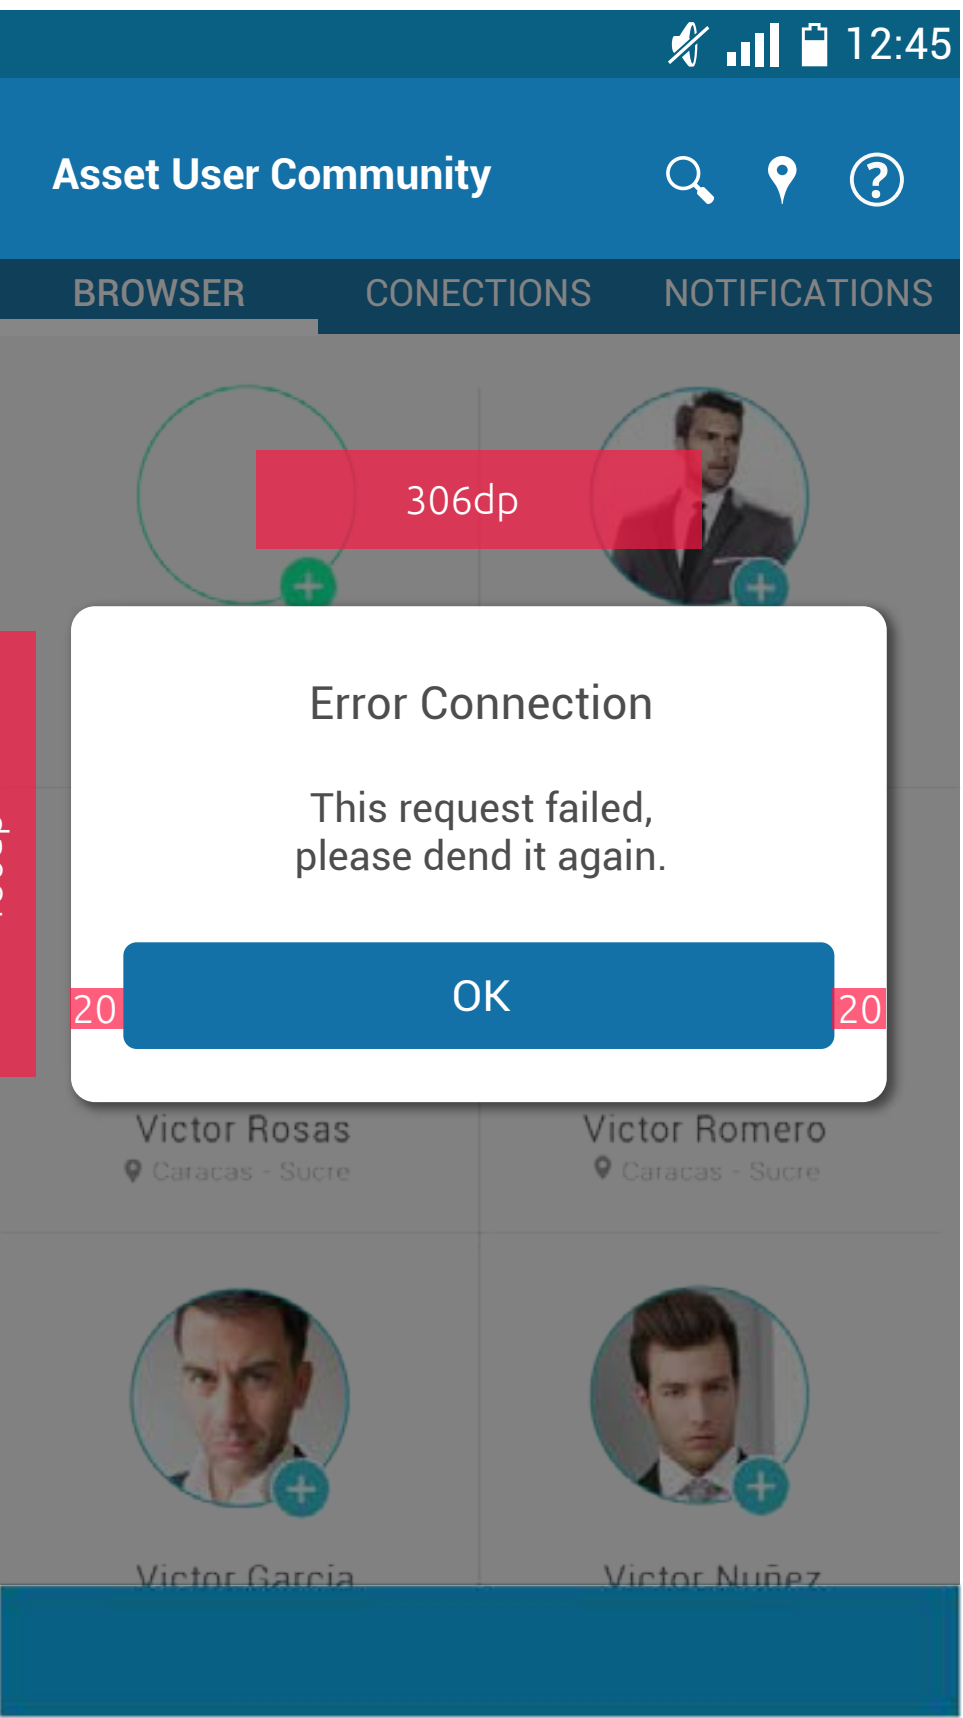 12:45
Asset User Community
BROWSER CONECTIONS NOTIFICATIONS
306dp
Error Connection
This request failed,
please dend it again.
OK
20 20
Victor Rosas Victor Romero
Caracas - Sucre Caracas - Sucre
Victor Garcia Victor Nuñez